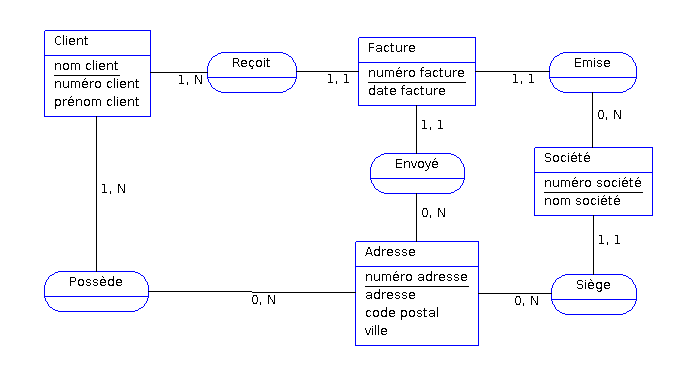 Client
nom client
numéro client
prénom client
1, N
Reçoit
1, 1
Facture
numéro facture
date facture
1, 1
Emise
0, N
1, 1
Envoyé
0, N
Société
numéro société
nom société
1, 1
1, N
Possède
0, N
Adresse
numéro adresse
adresse
code postal
ville
0, N
Siège